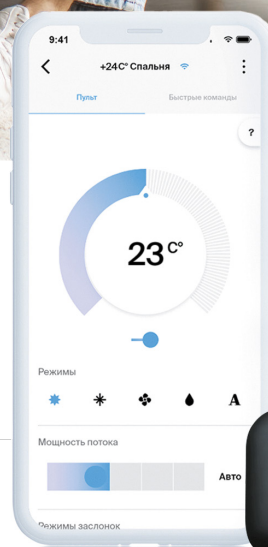 9:41
+24C° Спальня
Пульт Быстрые команды
?
23 C°
Режимы
A
Мощность потока
Авто
Режимы заслонок